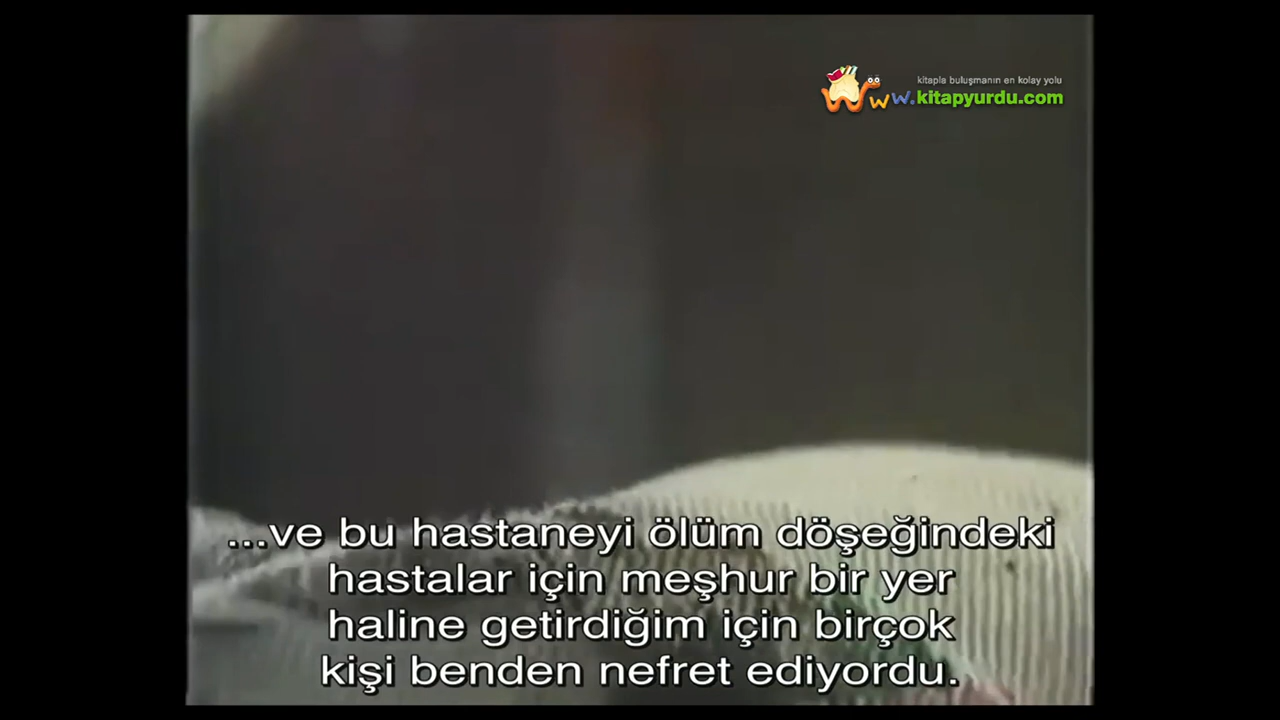 kitapla buluşmanın en kolay yolu
www.kitapyurdu.com
...ve bu hastaneyi ölüm döşeğindeki
hastalar için meşhur bir yer
haline getirdiğim için birçok
kişi benden nefret ediyordu.